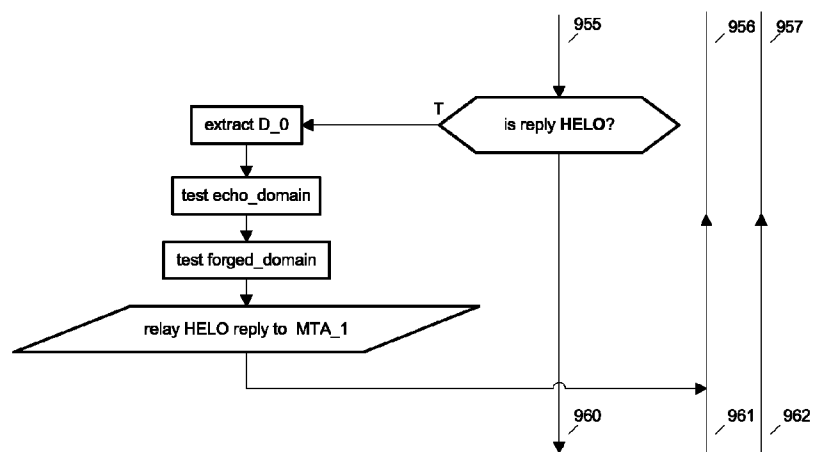 955
956
957
T
is reply HELO?
extract D_0
test echo_domain
test forged_domain
relay HELO reply to MTA_1
960
961
962